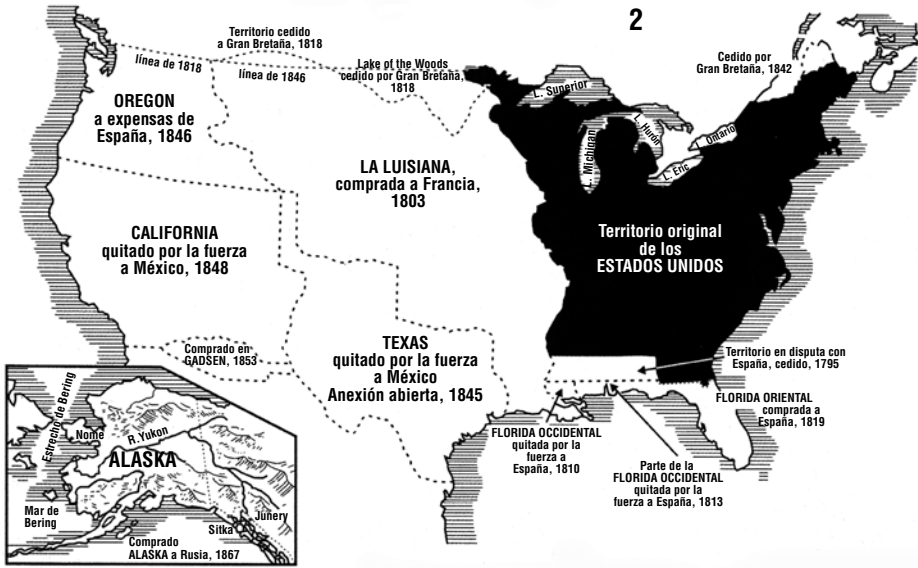 2
Territorio cedido
a Gran Bretaña, 1818
línea de 1818
línea de 1846
Lake of the Woods
cedido por Gran Bretaña,
1818
Cedido por
Gran Bretaña, 1842
L. Superior
L. Michigan
L. Hurón
L. Ontario
L. Eric
OREGON
a expensas de
España, 1846
LA LUISIANA,
comprada a Francia,
1803
CALIFORNIA
quitado por la fuerza
a México, 1848
Territorio original
de los
ESTADOS UNIDOS
Comprado en
GADSEN, 1853
TEXAS
quitado por la fuerza
a México
Anexión abierta, 1845
Territorio en disputa con
España, cedido, 1795
FLORIDA ORIENTAL
comprada a
España, 1819
FLORIDA OCCIDENTAL
quitada por la
fuerza a
España, 1810
Parte de la
FLORIDA OCCIDENTAL
quitada por la
fuerza a España, 1813
Estrecho de Bering
Nome
R. Yukon
ALASKA
Mar de
Bering
Sitka
Junery
Comprado
ALASKA a Rusia, 1867